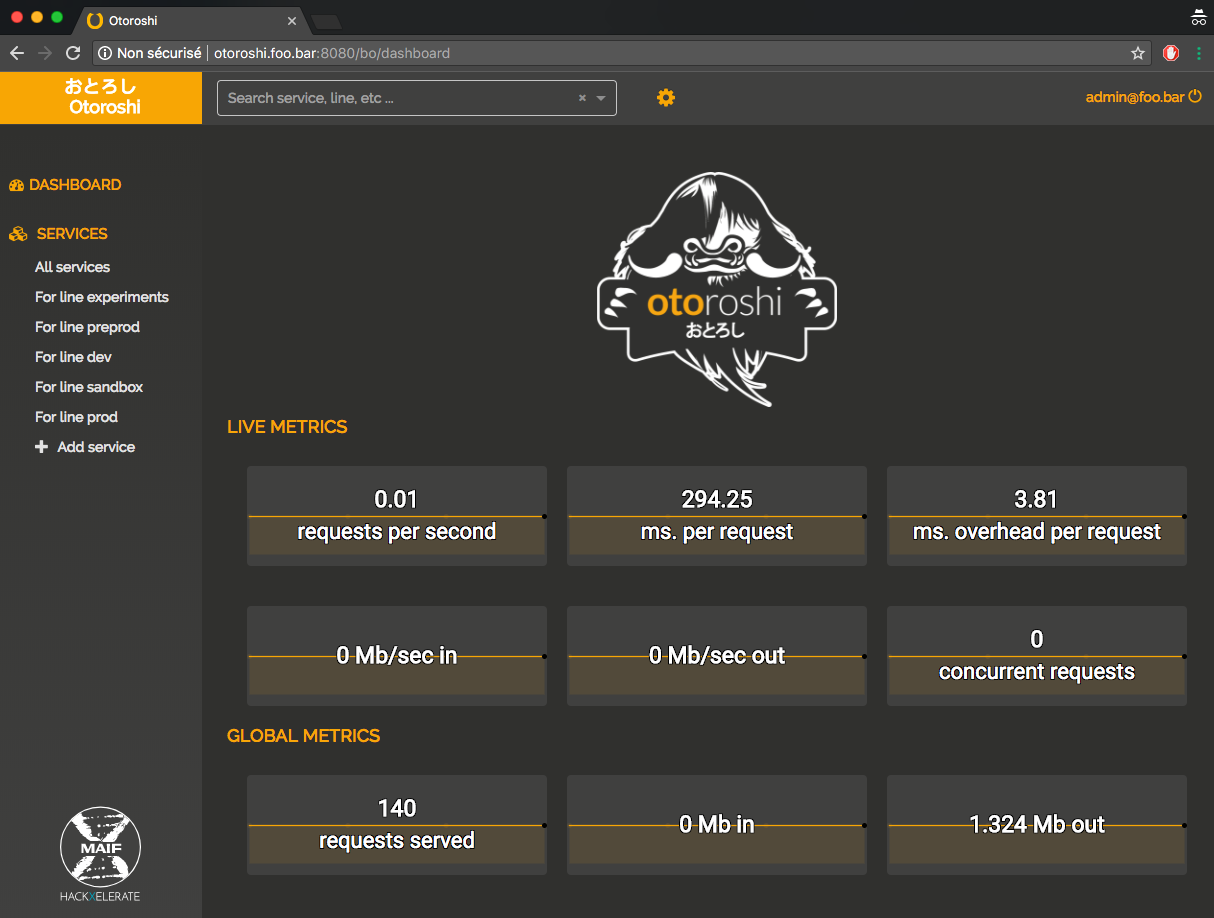 Otoroshi
Non sécurisé | otoroshi.foo.bar:8080/bo/dashboard
おとろし
Otoroshi
Search service, line, etc ...
admin@foo.bar
DASHBOARD
SERVICES
All services
For line experiments
For line preprod
For line dev
For line sandbox
For line prod
Add service
MAIF
HACKXELERATE
otoroshi
おとろし
LIVE METRICS
0.01
requests per second
294.25
ms. per request
3.81
ms. overhead per request
0 Mb/sec in
0 Mb/sec out
0
concurrent requests
GLOBAL METRICS
140
requests served
0 Mb in
1.324 Mb out